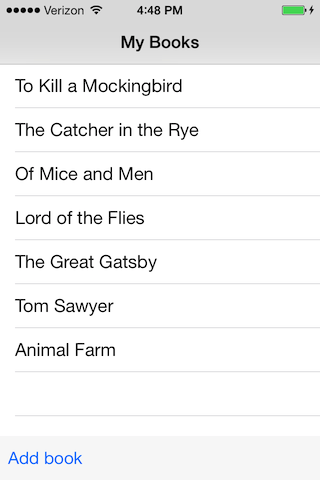 Verizon 4:48 PM
My Books
To Kill a Mockingbird
The Catcher in the Rye
Of Mice and Men
Lord of the Flies
The Great Gatsby
Tom Sawyer
Animal Farm
Add book